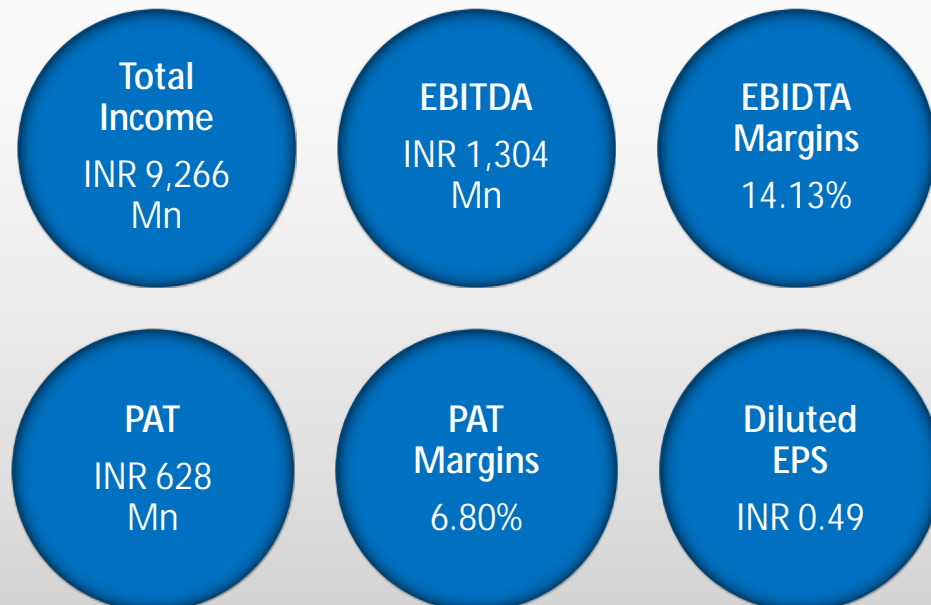 Total
Income
INR 9,266
Mn
EBITDA
INR 1,304
Mn
EBIDTA
Margins
14.13%
PAT
INR 628
Mn
PAT
Margins
6.80%
Diluted
EPS
INR 0.49